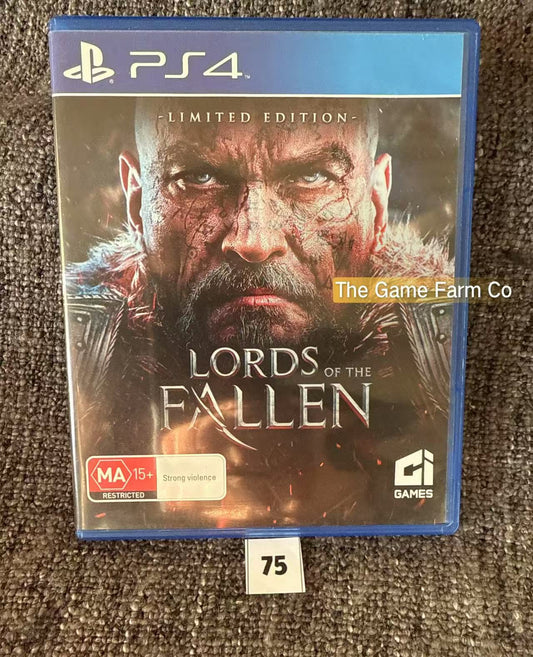 PS4
-LIMITED EDITION-
The Game Farm Co
LORDS OF THE
FALLEN
MA 15+
RESTRICTED
Strong violence
CI
GAMES
75